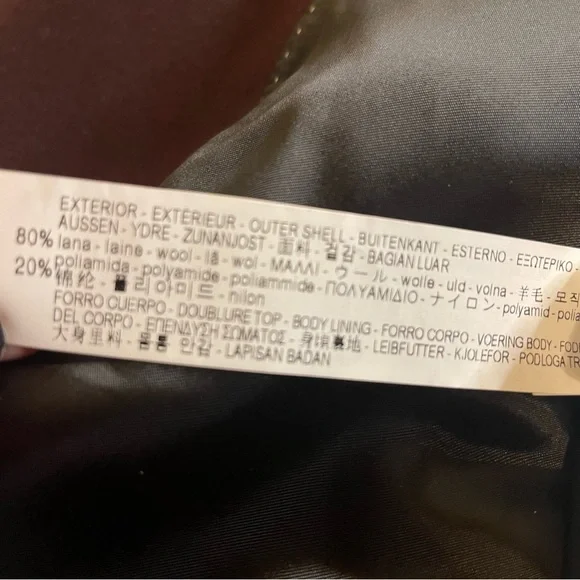 EXTERIOR - EXTÉRIEUR - OUTER SHELL - BUITENKANT - ESTERNO - ΕΞΩΤΕΡΙΚΟ -
AUSSEN - YDRE - ZUNANJOST - 面料 - 겉감 - BAGIAN LUAR
80% lana - laine - wool - lã - wol - ΜΑΛΛΙ - ウール - wolle - uld - volna - 羊毛 - 모직
20% poliamida - polyamide - poliammide - ΠΟΛΥΑΜΙΔΙΟ - ナイロン - polyamid - polia
锦纶 - 폴리아미드 - nilon
FORRO CUERPO - DOUBLURE TOP - BODY LINING - FORRO CORPO - VOERING BODY - FOD
DEL CORPO - ΕΠΕΝΔΥΣΗ ΣΩΜΑΤΟΣ - 身頃裏地 - LEIBFUTTER - KJOLEFOR - PODLOGA TR
大身里料 - 몸통 안감 - LAPISAN BADAN